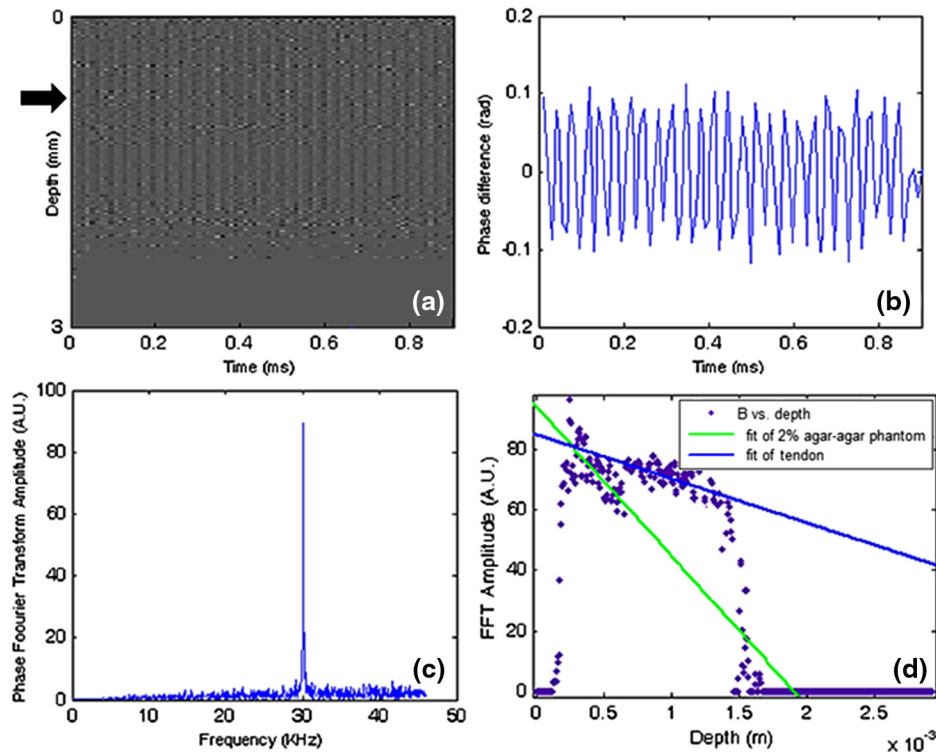 0
Depth (mm)
3
(a)
0 0.2 0.4 0.6 0.8
Time (ms)
0.2
0.1
0
-0.1
-0.2
Phase difference (rad)
(b)
0 0.2 0.4 0.6 0.8
Time (ms)
100
80
60
40
20
0
Phase Foourier Transform Amplitude (A.U.)
(c)
0 10 20 30 40 50
Frequency (KHz)
80
60
40
20
0
FFT Amplitude (A.U.)
B vs. depth
fit of 2% agar-agar phantom
fit of tendon
(d)
0 0.5 1 1.5 2 2.5
Depth (m)
× 10⁻³